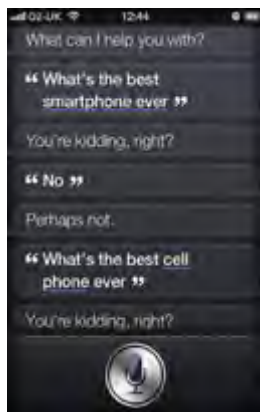 O2-UK 12:44
What can I help you with?
“ What's the best
smartphone ever ”
You're kidding, right?
“ No ”
Perhaps not.
“ What's the best cell
phone ever ”
You're kidding, right?